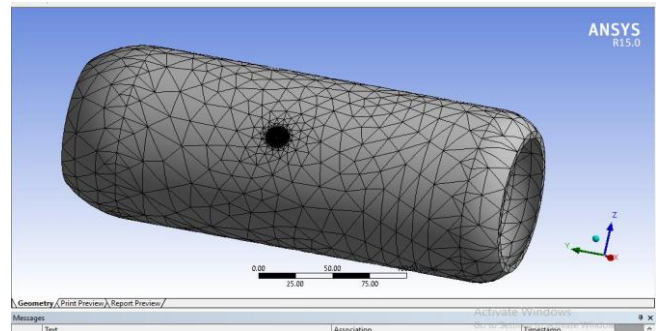 ANSYS
R15.0
Z
Y
X
0.00 50.00
25.00 75.00
Geometry Print Preview Report Preview
Messages
Text Association Timestamp
Activate Windows